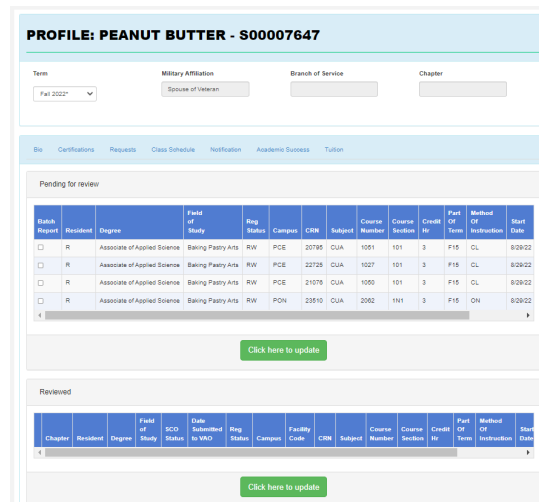 PROFILE: PEANUT BUTTER - S00007647
Term Military Affiliation Branch of Service Chapter
Fall 2022* Spouse of Veteran
Bio Certifications Requests Class Schedule Notification Academic Success Tuition
Pending for review
Batch Report Resident Degree Field of Study Reg Status Campus CRN Subject Course Number Course Section Credit Hr Part Of Term Method Of Instruction Start Date
R Associate of Applied Science Baking Pastry Arts RW PCE 20795 CUA 1051 101 3 F15 CL 8/29/22
R Associate of Applied Science Baking Pastry Arts RW PCE 22725 CUA 1027 101 3 F15 CL 8/29/22
R Associate of Applied Science Baking Pastry Arts RW PCE 21076 CUA 1050 101 3 F15 CL 8/29/22
R Associate of Applied Science Baking Pastry Arts RW PON 23510 CUA 2062 1N1 3 F15 ON 8/29/22
Click here to update
Reviewed
Chapter Resident Degree Field of Study SCO Status Date Submitted to VAO Reg Status Campus Facility Code CRN Subject Course Number Course Section Credit Hr Part Of Term Method Of Instruction Start Date
Click here to update